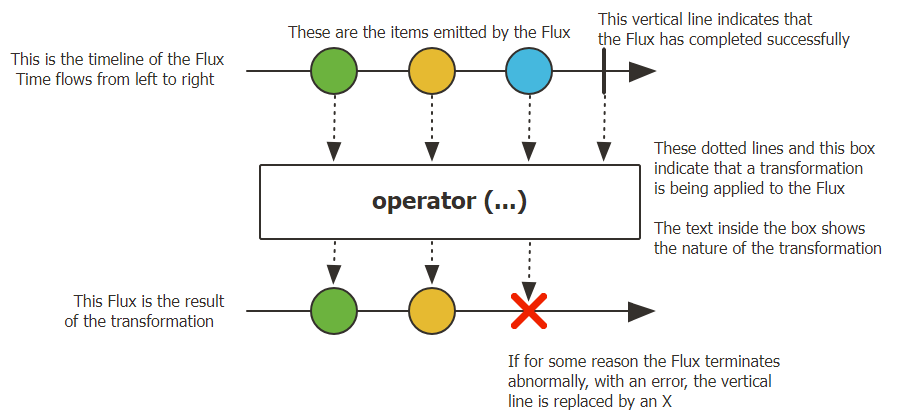 These are the items emitted by the Flux
This vertical line indicates that
the Flux has completed successfully
This is the timeline of the Flux
Time flows from left to right
These dotted lines and this box
indicate that a transformation
is being applied to the Flux
operator (...)
The text inside the box shows
the nature of the transformation
This Flux is the result
of the transformation
If for some reason the Flux terminates
abnormally, with an error, the vertical
line is replaced by an X